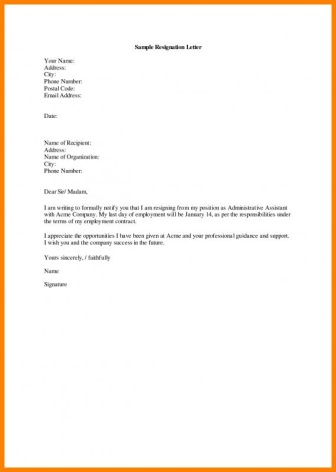 Sample Resignation Letter
Your Name:
Address:
City:
Phone Number:
Postal Code:
Email Address:
Date:
Name of Recipient:
Address:
Name of Organization:
City:
Phone Number:
Dear Sir/ Madam,
I am writing to formally notify you that I am resigning from my position as Administrative Assistant
with Acme Company. My last day of employment will be January 14, as per the responsibilities under
the terms of my employment contract.
I appreciate the opportunities I have been given at Acme and your professional guidance and support.
I wish you and the company success in the future.
Yours sincerely, / faithfully
Name
Signature